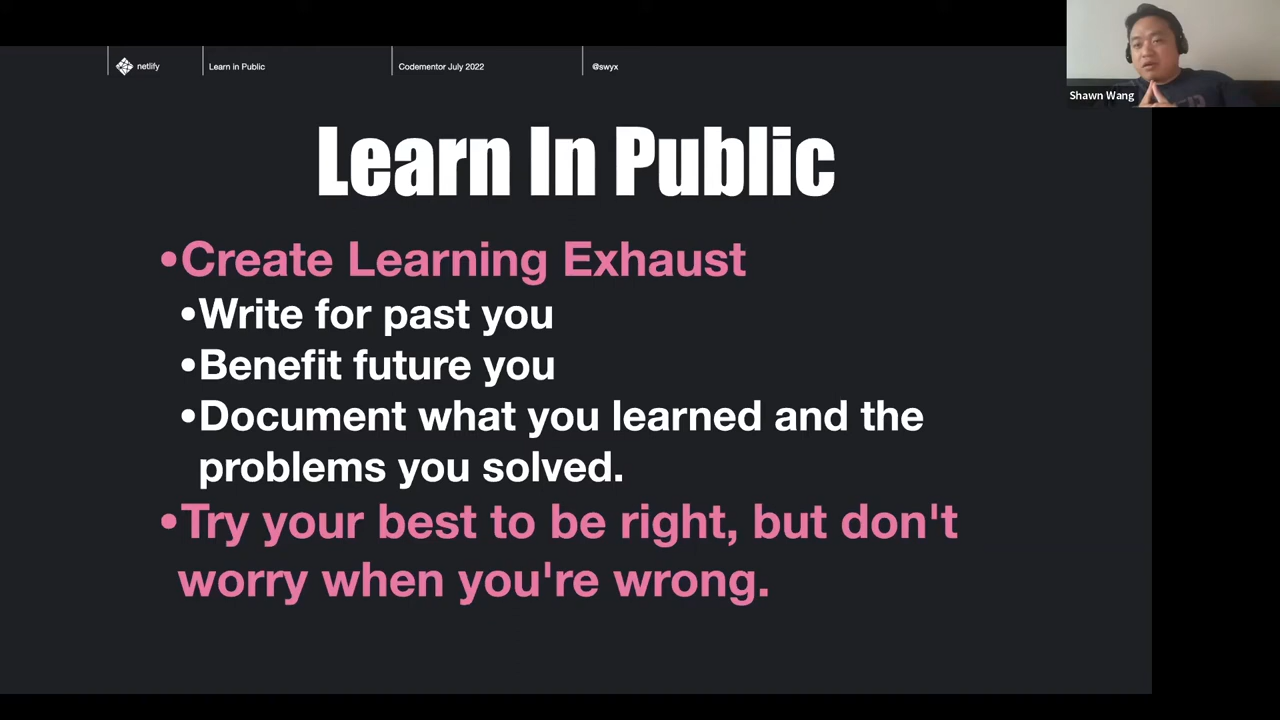 netlify
Learn in Public
Codementor July 2022
@swyx
Shawn Wang
Learn In Public
•Create Learning Exhaust
•Write for past you
•Benefit future you
•Document what you learned and the
problems you solved.
•Try your best to be right, but don't
worry when you're wrong.